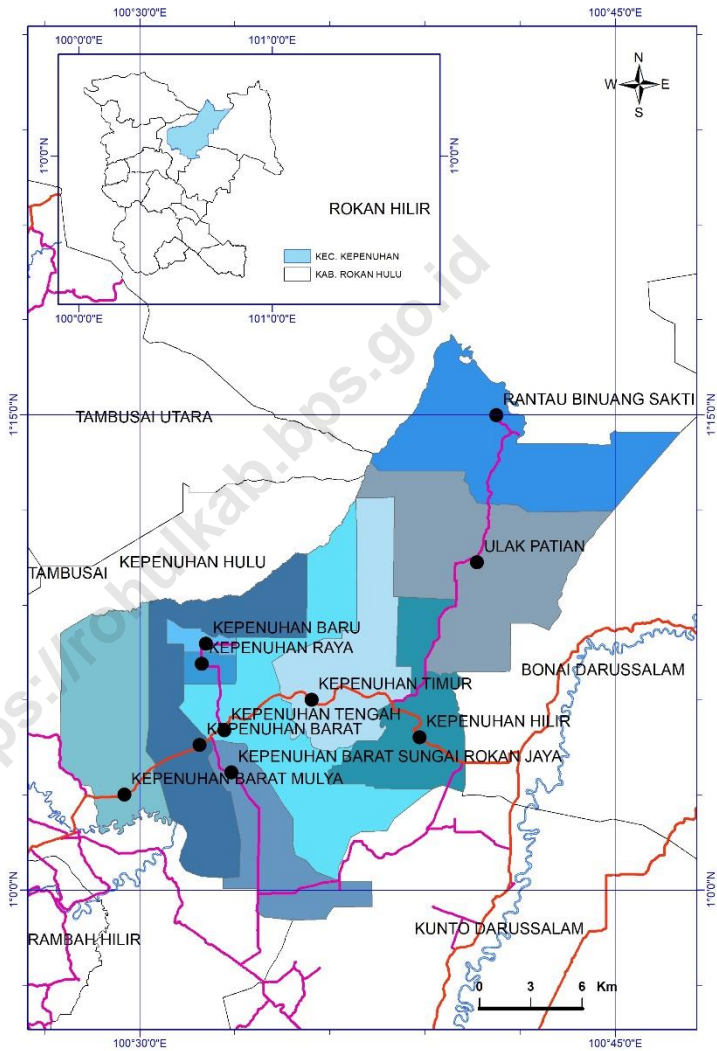 100°30'0"E
100°45'0"E
100°0'0"E
101°0'0"E
N
W
E
S
1°0'0"N
1°0'0"N
ROKAN HILIR
KEC. KEPENUHAN
KAB. ROKAN HULU
100°0'0"E
101°0'0"E
RANTAU BINUANG SAKTI
1°15'0"N
1°15'0"N
TAMBUSAI UTARA
ULAK PATIAN
KEPENUHAN HULU
TAMBUSAI
KEPENUHAN BARU
KEPENUHAN RAYA
BONAI DARUSSALAM
KEPENUHAN TIMUR
KEPENUHAN TENGAH
KEPENUHAN HILIR
KEPENUHAN BARAT
KEPENUHAN BARAT SUNGAI ROKAN JAYA
KEPENUHAN BARAT MULYA
1°0'0"N
1°0'0"N
KUNTO DARUSSALAM
RAMBAH HILIR
0 3 6 Km
100°30'0"E
100°45'0"E
ps://rohulkab.bps.go.id